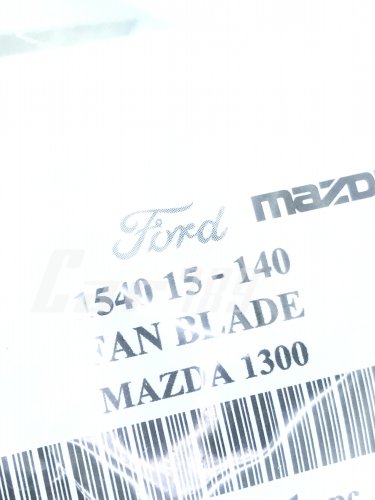 Ford mazd
1540 15 - 140
FAN BLADE
MAZDA 1300